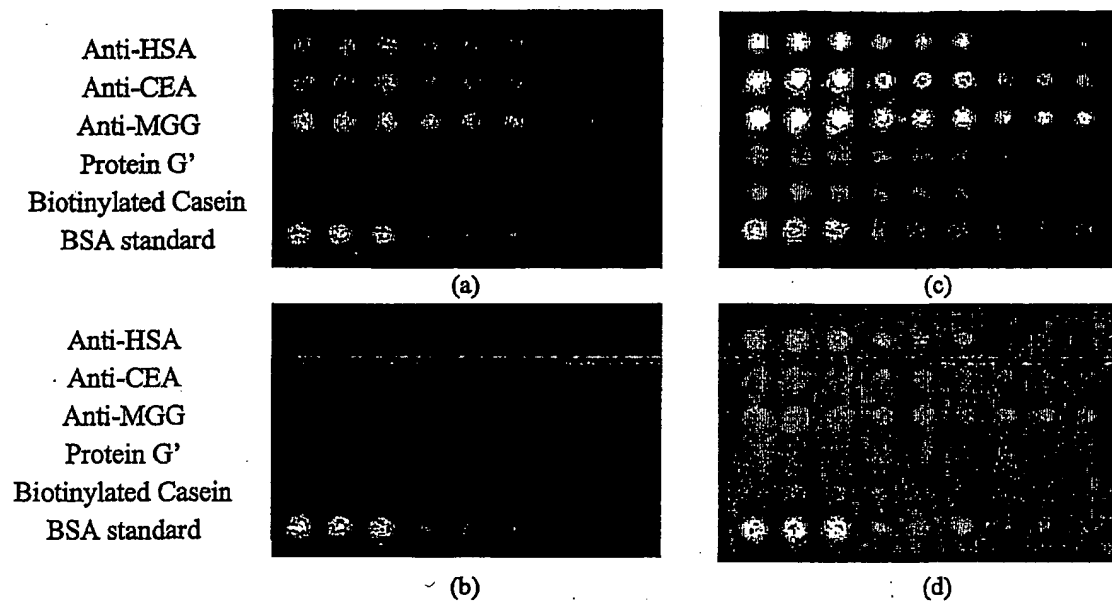 Anti-HSA
Anti-CEA
Anti-MGG
Protein G'
Biotinylated Casein
BSA standard
(a)
(c)
Anti-HSA
Anti-CEA
Anti-MGG
Protein G'
Biotinylated Casein
BSA standard
(b)
(d)